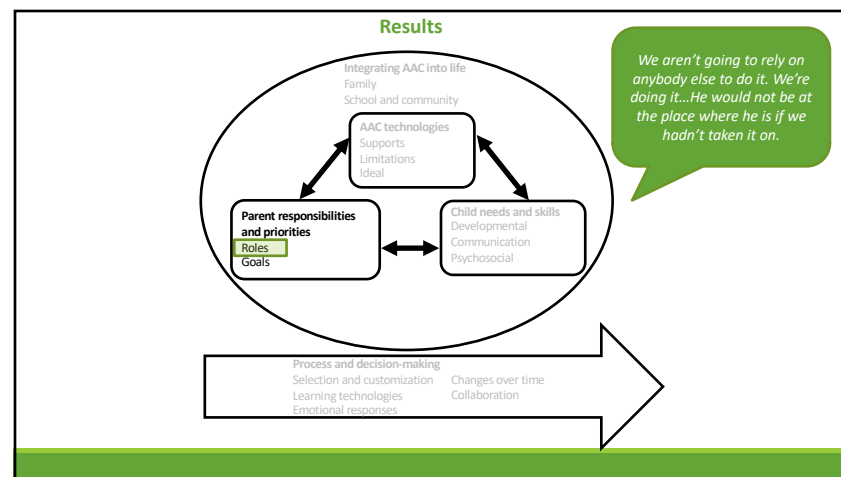 Results
We aren't going to rely on
anybody else to do it. We're
doing it…He would not be at
the place where he is if we
hadn't taken it on.
Integrating AAC into life
Family
School and community
AAC technologies
Supports
Limitations
Ideal
Parent responsibilities
and priorities
Roles
Goals
Child needs and skills
Developmental
Communication
Psychosocial
Process and decision-making
Selection and customization
Learning technologies
Emotional responses
Changes over time
Collaboration